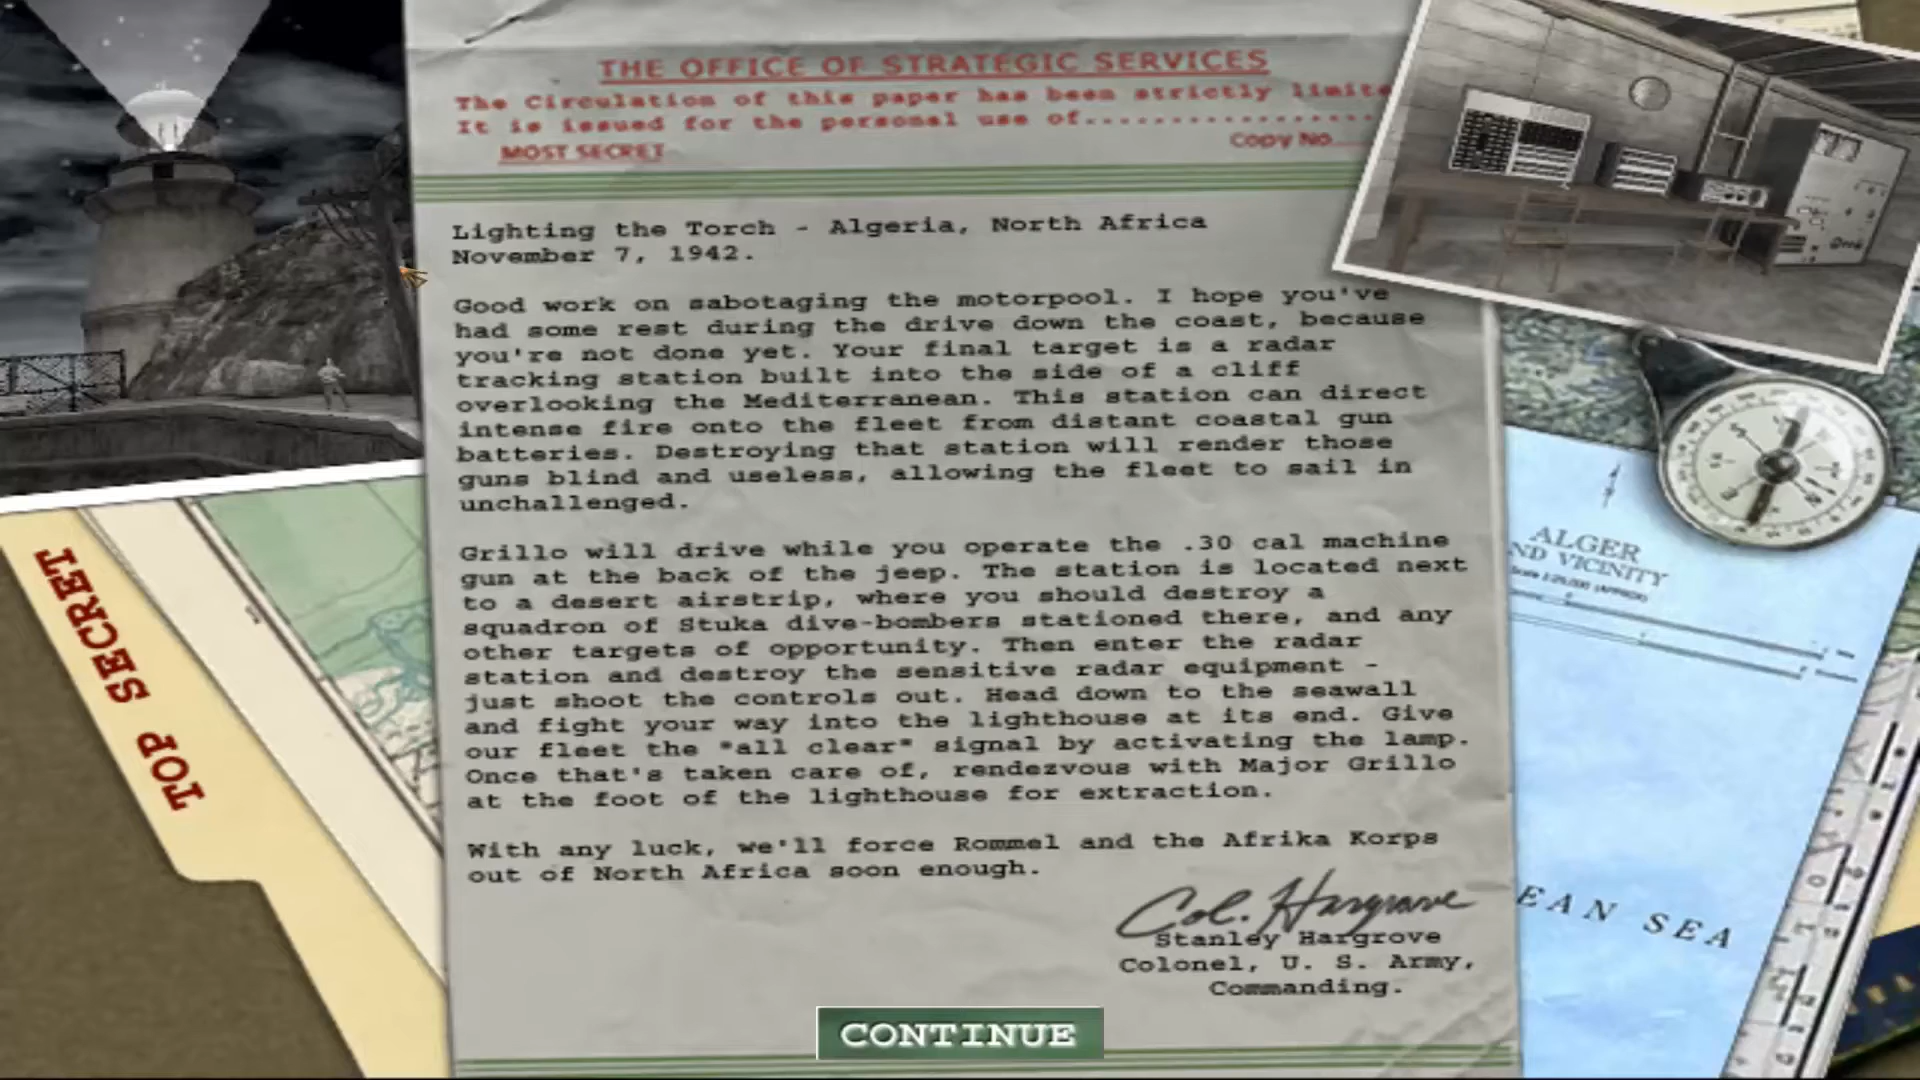 THE OFFICE OF STRATEGIC SERVICES
The Circulation of this paper has been strictly limite
It is issued for the personal use of...................
MOST SECRET
Copy No.....
Lighting the Torch - Algeria, North Africa
November 7, 1942.
Good work on sabotaging the motorpool. I hope you've
had some rest during the drive down the coast, because
you're not done yet. Your final target is a radar
tracking station built into the side of a cliff
overlooking the Mediterranean. This station can direct
intense fire onto the fleet from distant coastal gun
batteries. Destroying that station will render those
guns blind and useless, allowing the fleet to sail in
unchallenged.
Grillo will drive while you operate the .30 cal machine
gun at the back of the jeep. The station is located next
to a desert airstrip, where you should destroy a
squadron of Stuka dive-bombers stationed there, and any
other targets of opportunity. Then enter the radar
station and destroy the sensitive radar equipment -
just shoot the controls out. Head down to the seawall
and fight your way into the lighthouse at its end. Give
our fleet the "all clear" signal by activating the lamp.
Once that's taken care of, rendezvous with Major Grillo
at the foot of the lighthouse for extraction.
With any luck, we'll force Rommel and the Afrika Korps
out of North Africa soon enough.
Col. Hargrove
Stanley Hargrove
Colonel, U. S. Army,
Commanding.
CONTINUE
TOP SECRET
ALGER
ND VICINITY
EAN SEA